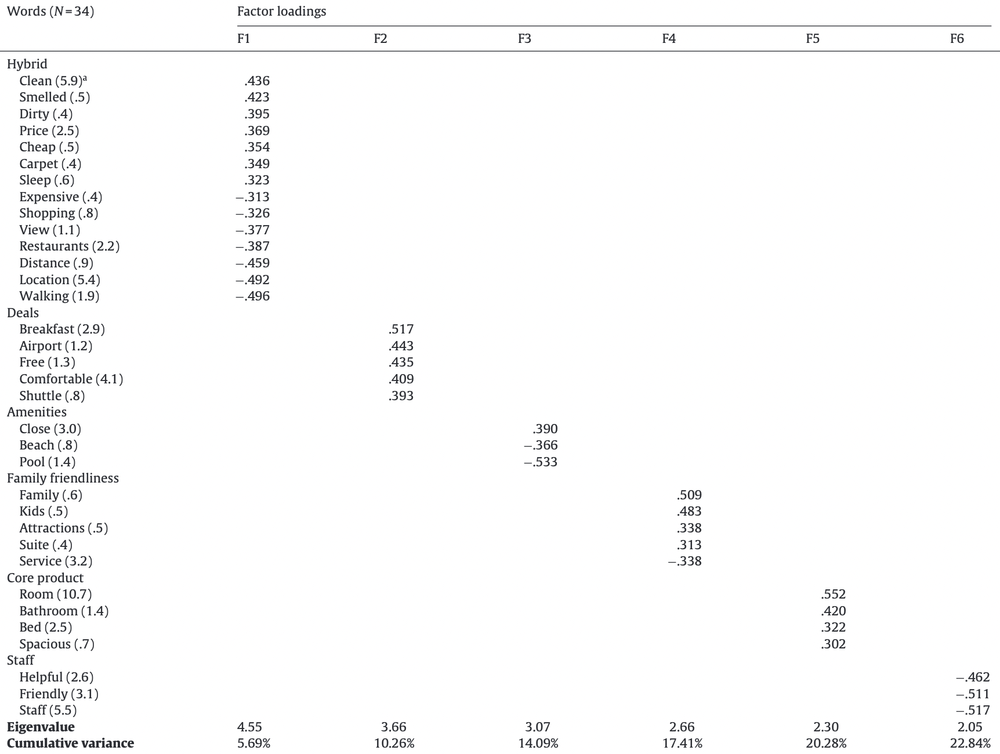 Words (N = 34) Factor loadings
F1 F2 F3 F4 F5 F6
Hybrid
Clean (5.9)a .436
Smelled (.5) .423
Dirty (.4) .395
Price (2.5) .369
Cheap (.5) .354
Carpet (.4) .349
Sleep (.6) .323
Expensive (.4) –.313
Shopping (.8) –.326
View (1.1) –.377
Restaurants (2.2) –.387
Distance (.9) –.459
Location (5.4) –.492
Walking (1.9) –.496
Deals
Breakfast (2.9) .517
Airport (1.2) .443
Free (1.3) .435
Comfortable (4.1) .409
Shuttle (.8) .393
Amenities
Close (3.0) .390
Beach (.8) –.366
Pool (1.4) –.533
Family friendliness
Family (.6) .509
Kids (.5) .483
Attractions (.5) .338
Suite (.4) .313
Service (3.2) –.338
Core product
Room (10.7) .552
Bathroom (1.4) .420
Bed (2.5) .322
Spacious (.7) .302
Staff
Helpful (2.6) –.462
Friendly (3.1) –.511
Staff (5.5) –.517
Eigenvalue 4.55 3.66 3.07 2.66 2.30 2.05
Cumulative variance 5.69% 10.26% 14.09% 17.41% 20.28% 22.84%